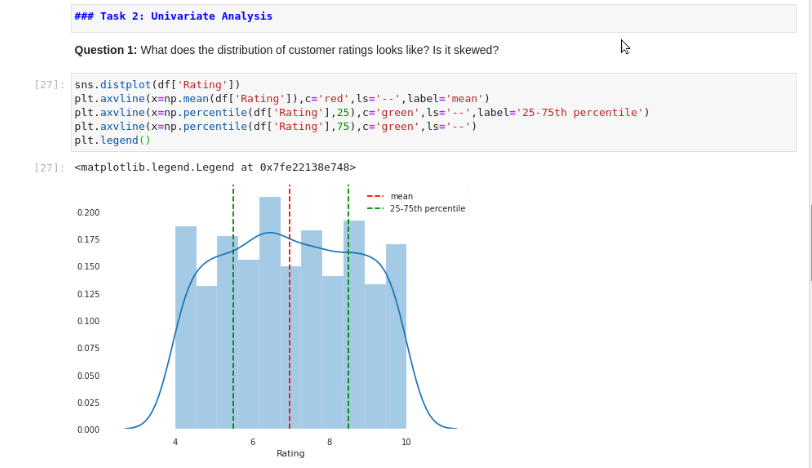 ### Task 2: Univariate Analysis
Question 1: What does the distribution of customer ratings looks like? Is it skewed?
[27]: sns.distplot(df['Rating'])
plt.axvline(x=np.mean(df['Rating']),c='red',ls='--',label='mean')
plt.axvline(x=np.percentile(df['Rating'],25),c='green',ls='--',label='25-75th percentile')
plt.axvline(x=np.percentile(df['Rating'],75),c='green',ls='--')
plt.legend()
[27]: <matplotlib.legend.Legend at 0x7fe22138e748>
mean
25-75th percentile
0.200
0.175
0.150
0.125
0.100
0.075
0.050
0.025
0.000
4 6 8 10
Rating